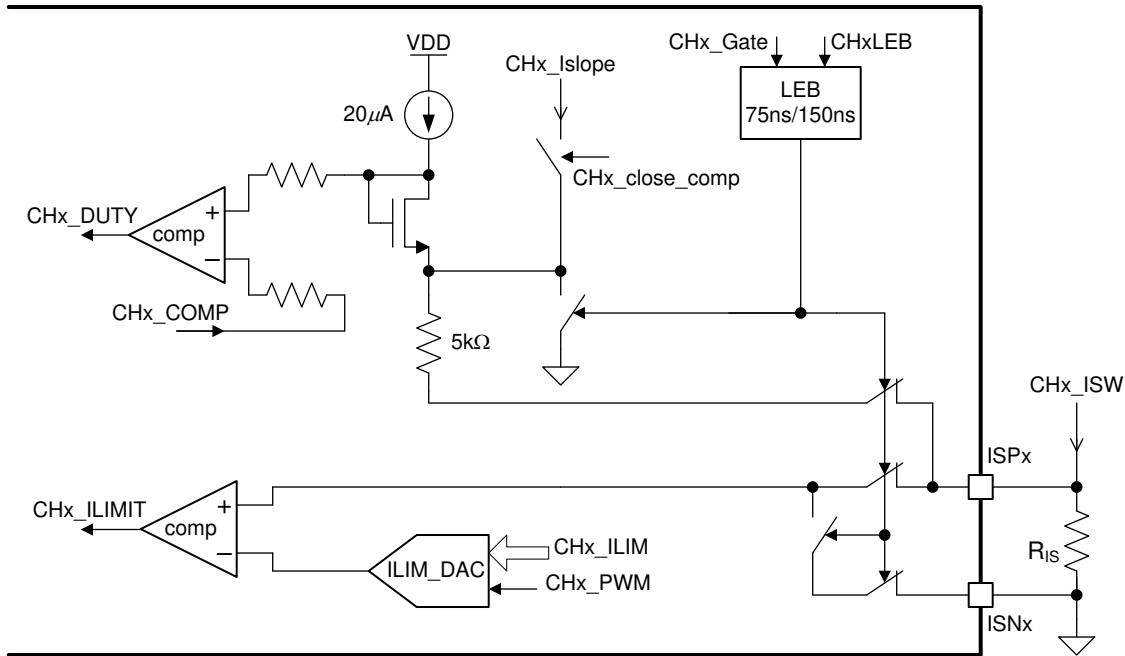 CHx_Gate
CHxLEB
VDD
CHx_Islope
LEB
75ns/150ns
20μA
CHx_close_comp
CHx_DUTY
+
comp
−
CHx_COMP
5kΩ
CHx_ISW
ISPx
CHx_ILIMIT
+
comp
−
CHx_ILIM
ILIM_DAC
CHx_PWM
RIS
ISNx